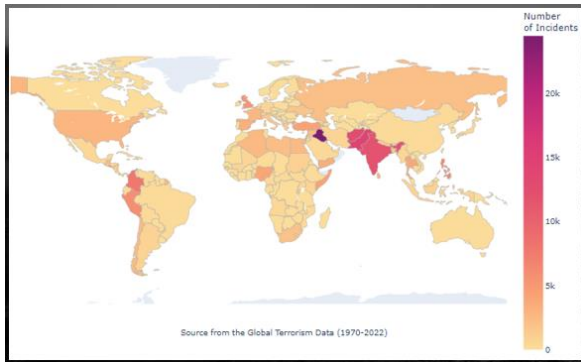 Number
of Incidents
20k
15k
10k
5k
0
Source from the Global Terrorism Data (1970-2022)